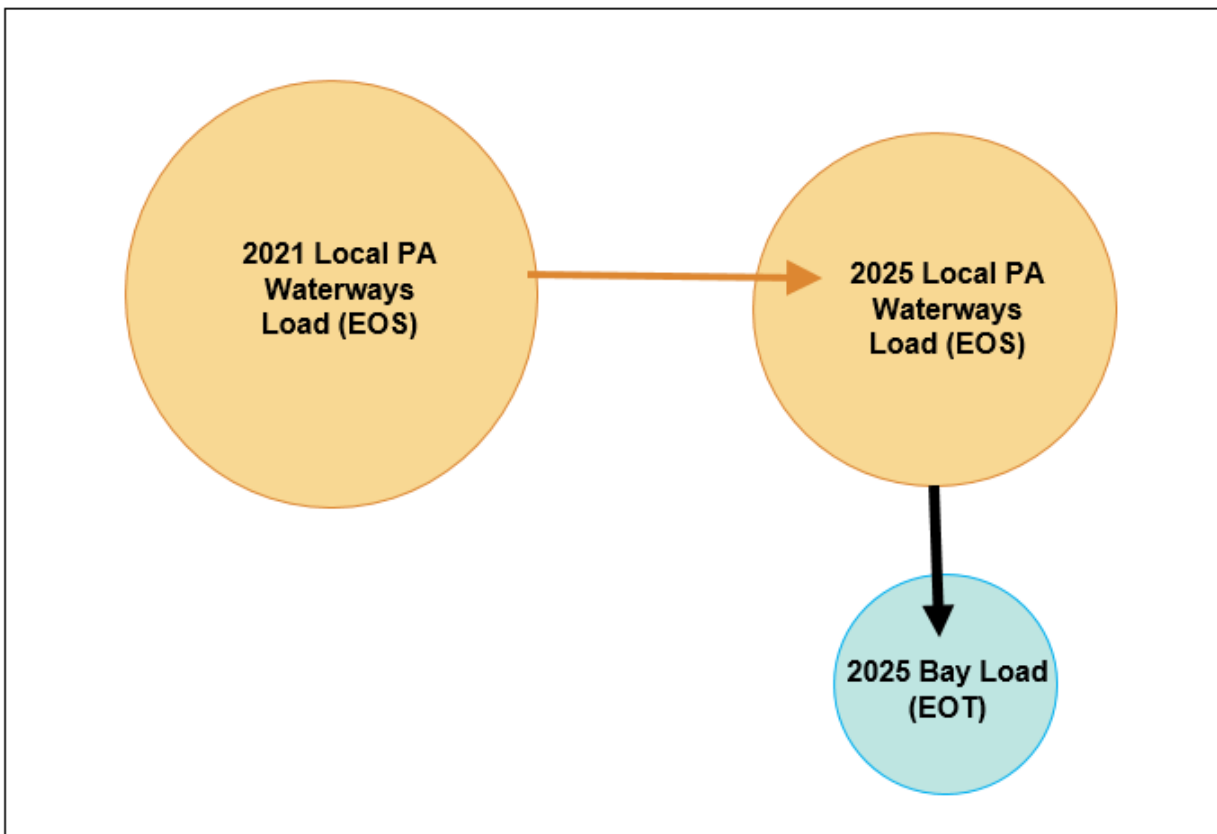 2021 Local PA
Waterways
Load (EOS)
2025 Local PA
Waterways
Load (EOS)
2025 Bay Load
(EOT)